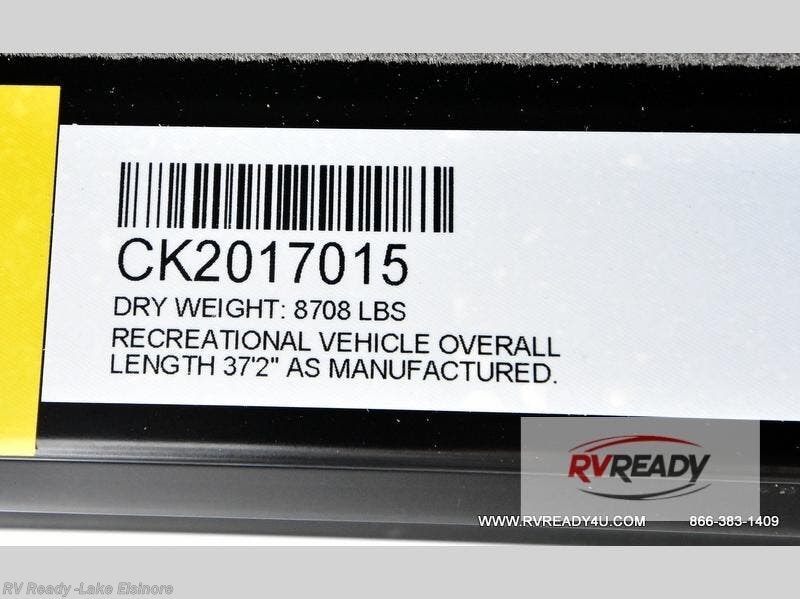 CK2017015
DRY WEIGHT: 8708 LBS
RECREATIONAL VEHICLE OVERALL
LENGTH 37'2" AS MANUFACTURED.
RVREADY
WWW.RVREADY4U.COM 866-383-1409
RV Ready -Lake Elsinore